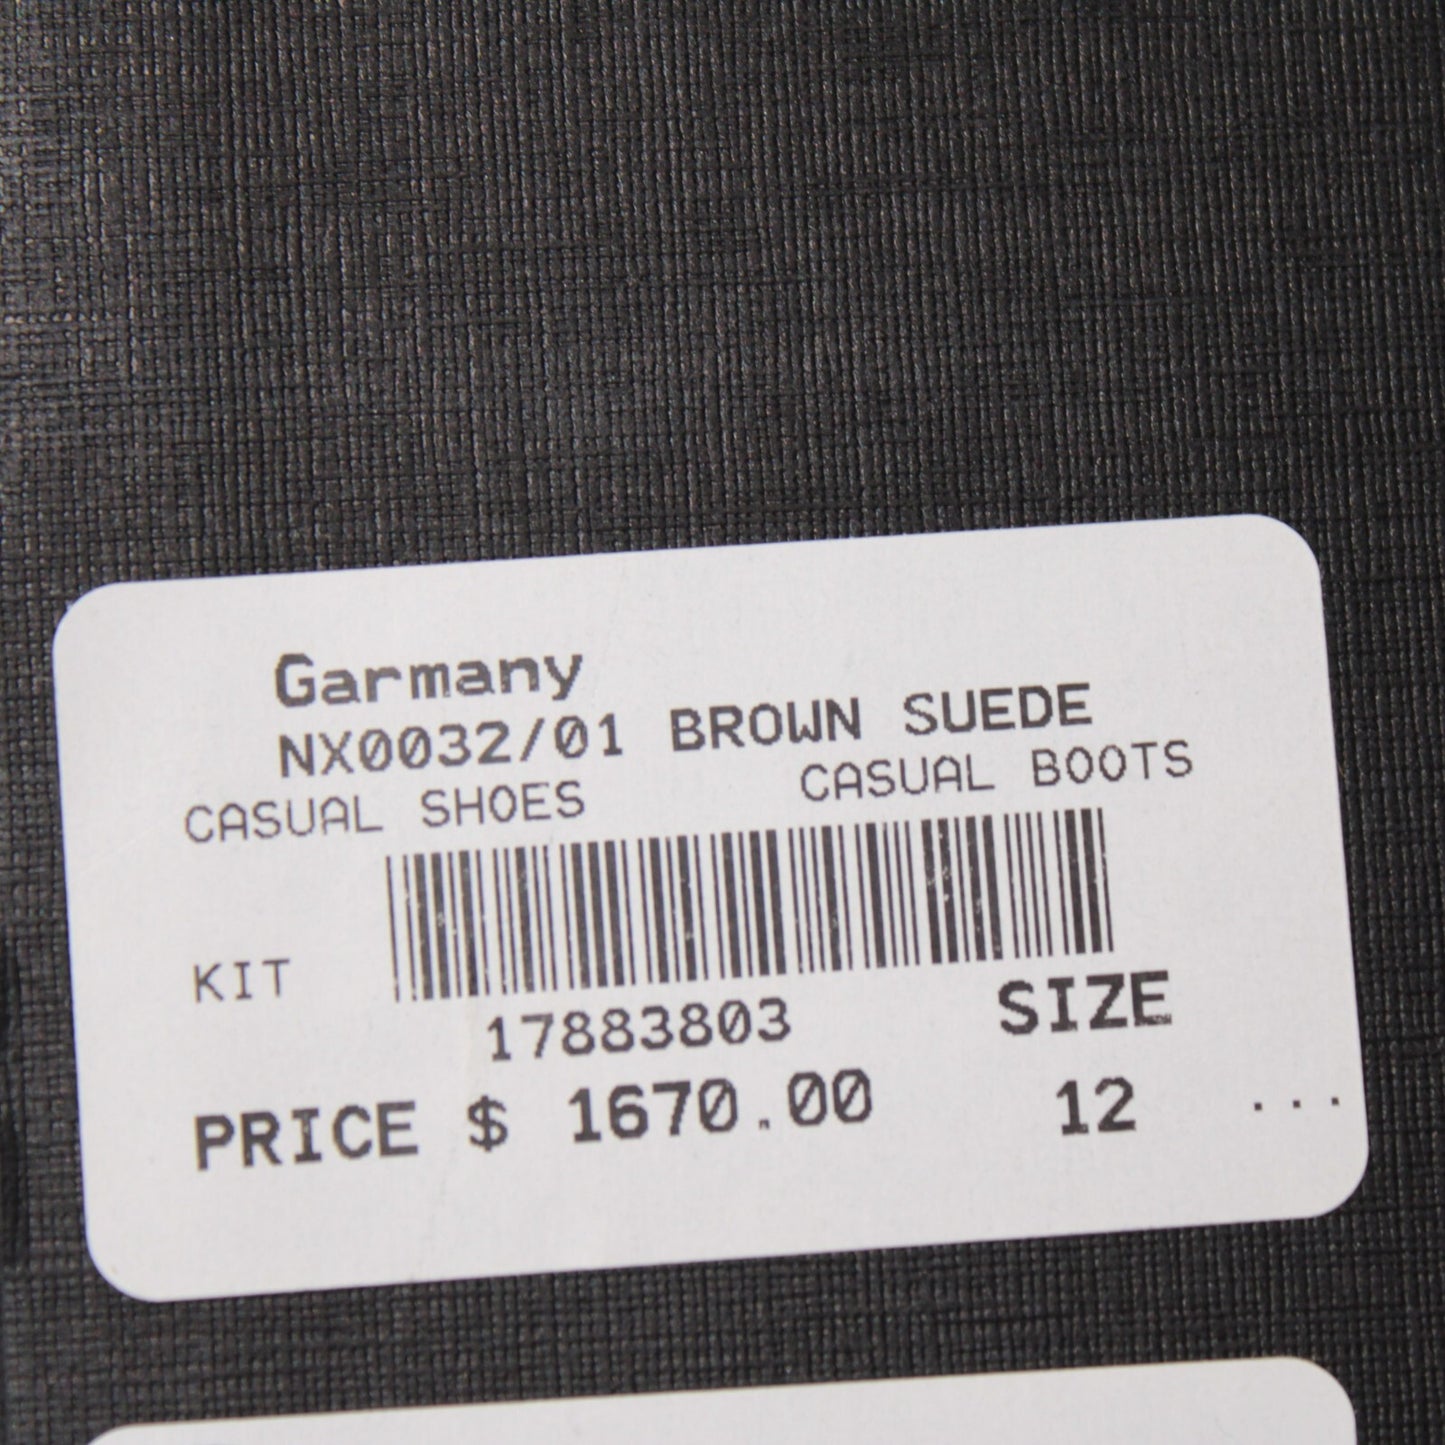 Garmany
NX0032/01 BROWN SUEDE
CASUAL SHOES CASUAL BOOTS
KIT
17883803 SIZE
PRICE $ 1670.00 12 ...